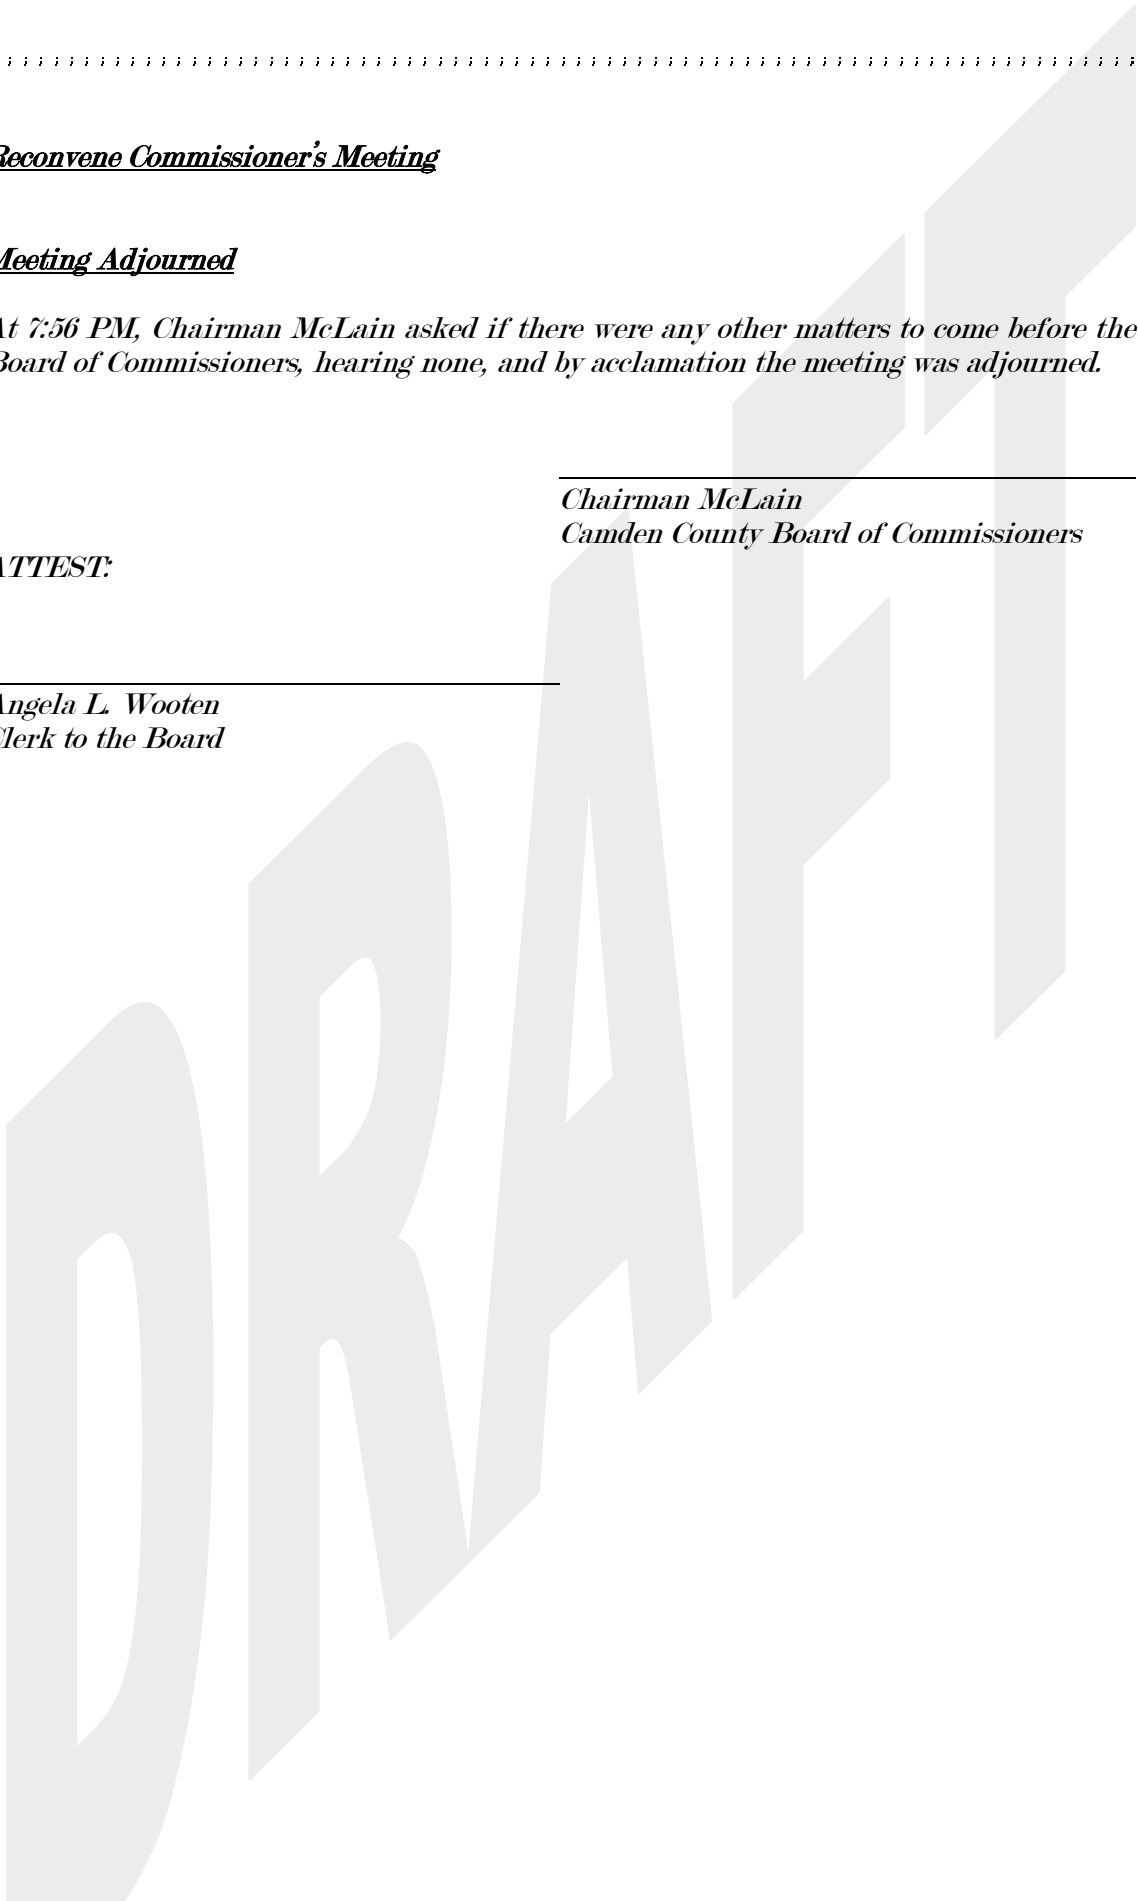 ; ; ; ; ; ; ; ; ; ; ; ; ; ; ; ; ; ; ; ; ; ; ; ; ; ; ; ; ; ; ; ; ; ; ; ; ; ; ; ; ; ; ; ; ; ; ; ; ; ; ; ; ; ; ; ; ; ; ; ; ; ; ; ; ; ; ; ; ; ; ; ; ; ;
Reconvene Commissioner's Meeting
Meeting Adjourned
At 7:56 PM, Chairman McLain asked if there were any other matters to come before the
Board of Commissioners, hearing none, and by acclamation the meeting was adjourned.
Chairman McLain
Camden County Board of Commissioners
ATTEST:
Angela L. Wooten
Clerk to the Board
DRAFT